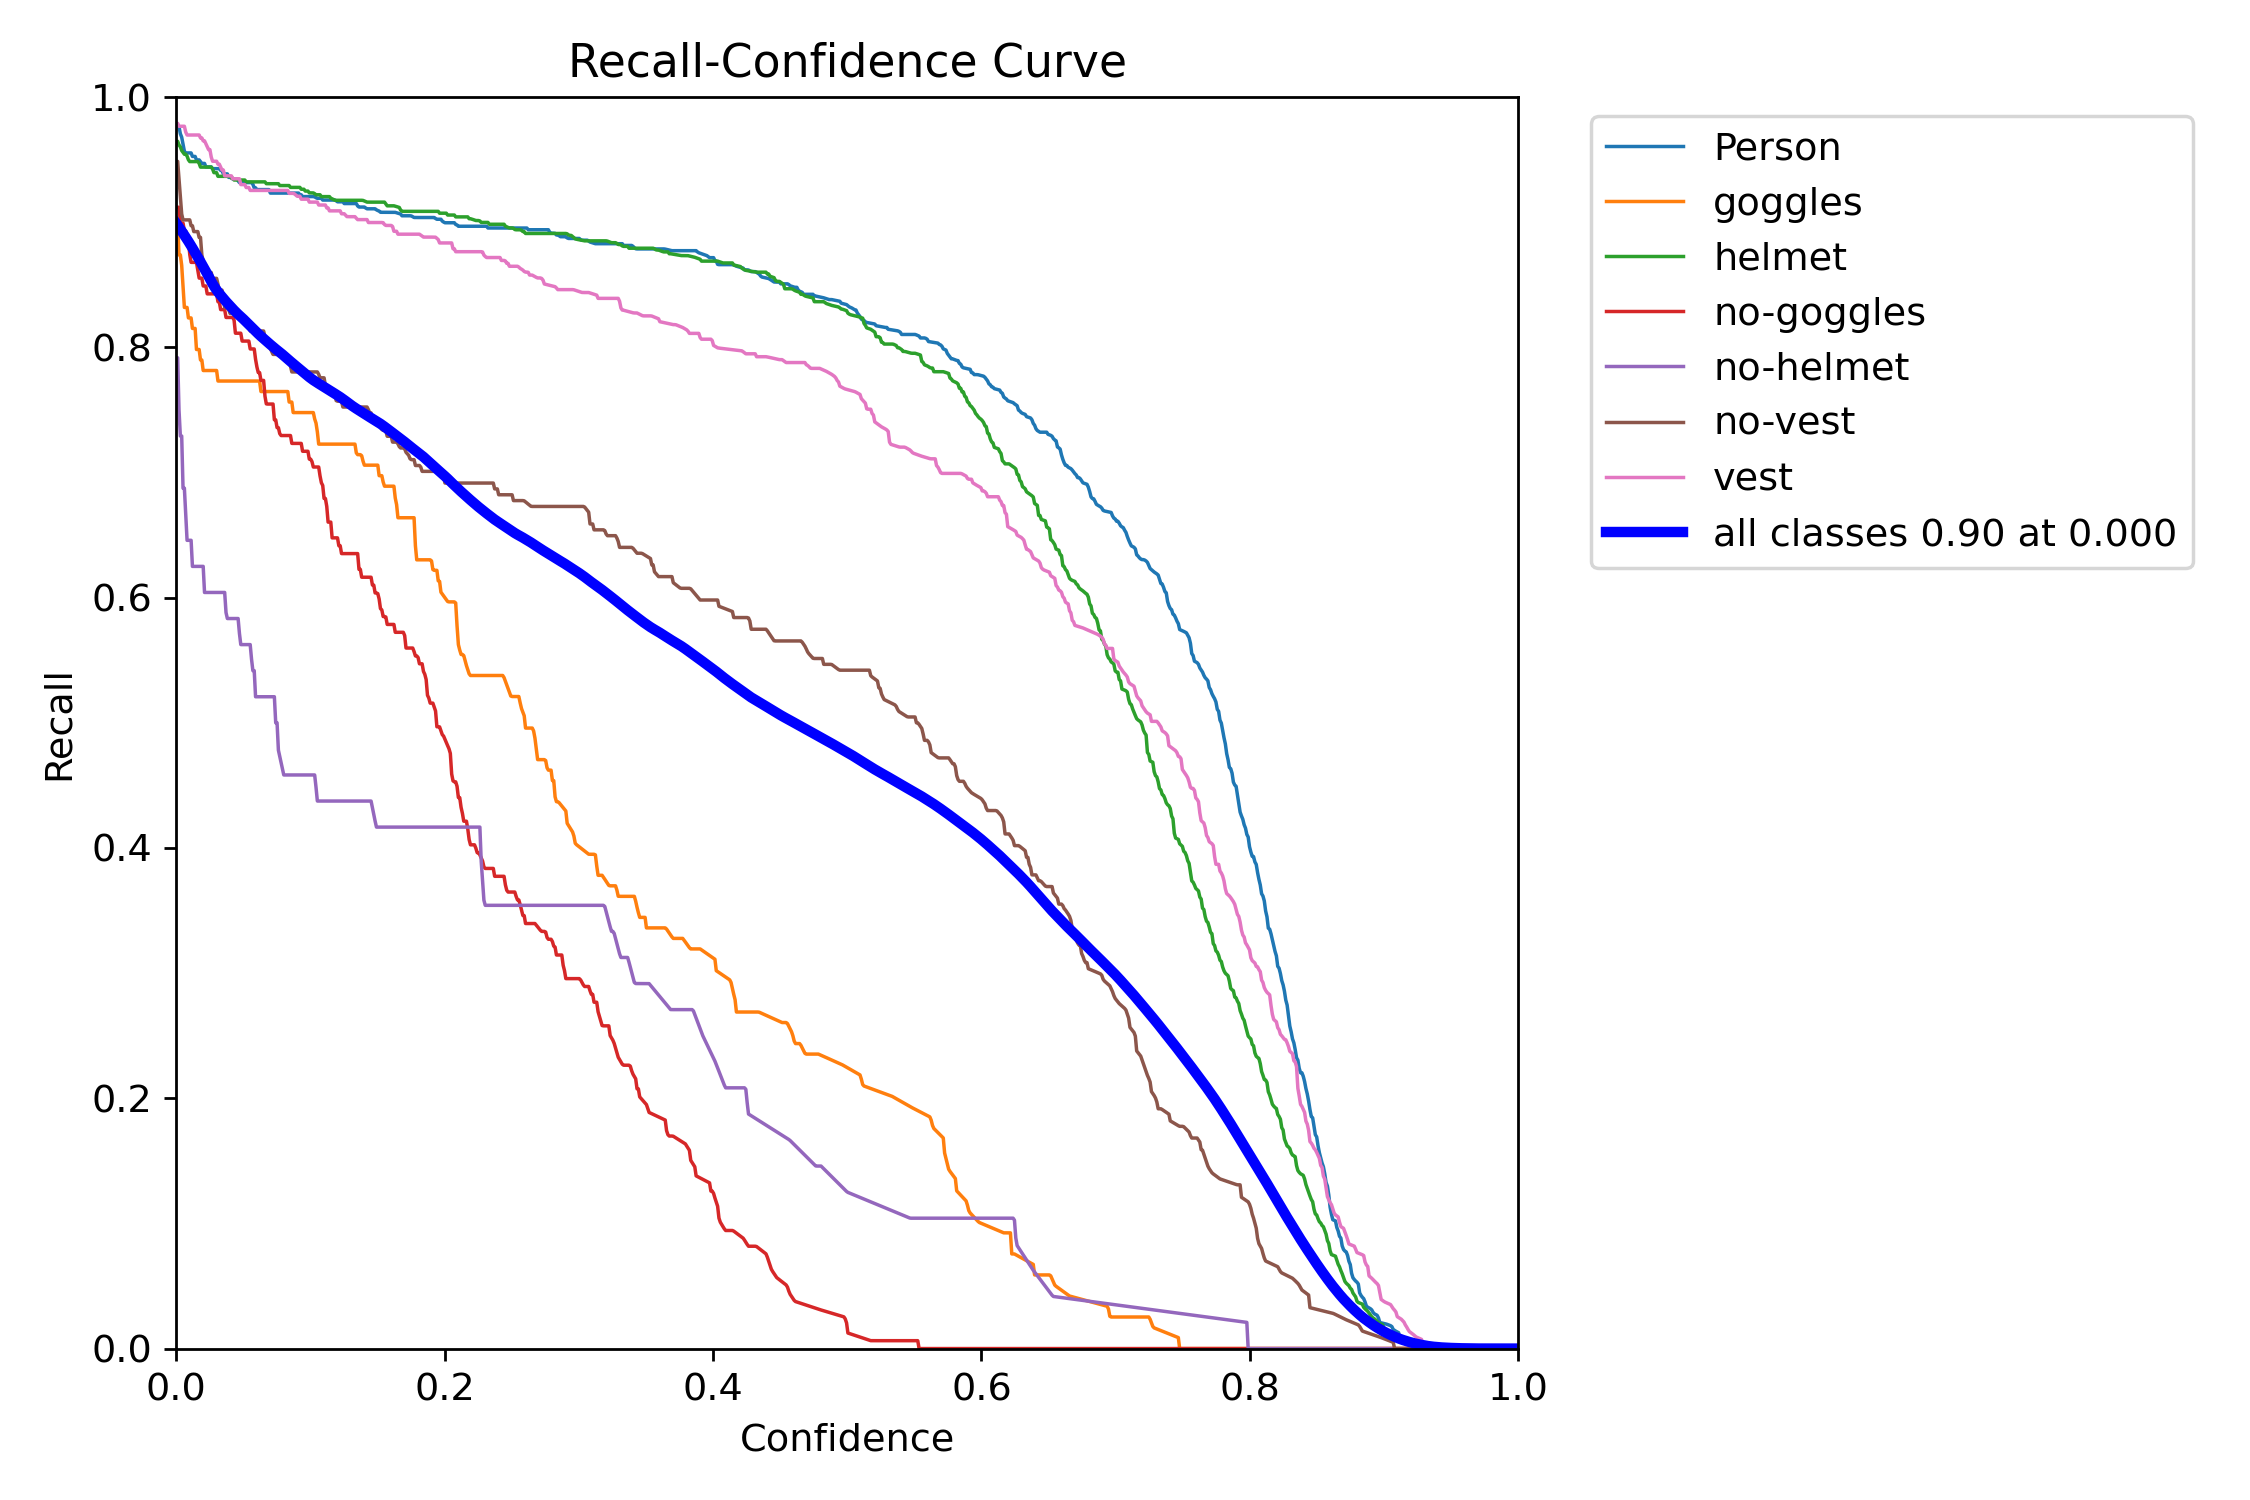 Recall-Confidence Curve
1.0
0.8
0.6
0.4
0.2
0.0
Recall
0.0 0.2 0.4 0.6 0.8 1.0
Confidence
Person
goggles
helmet
no-goggles
no-helmet
no-vest
vest
all classes 0.90 at 0.000